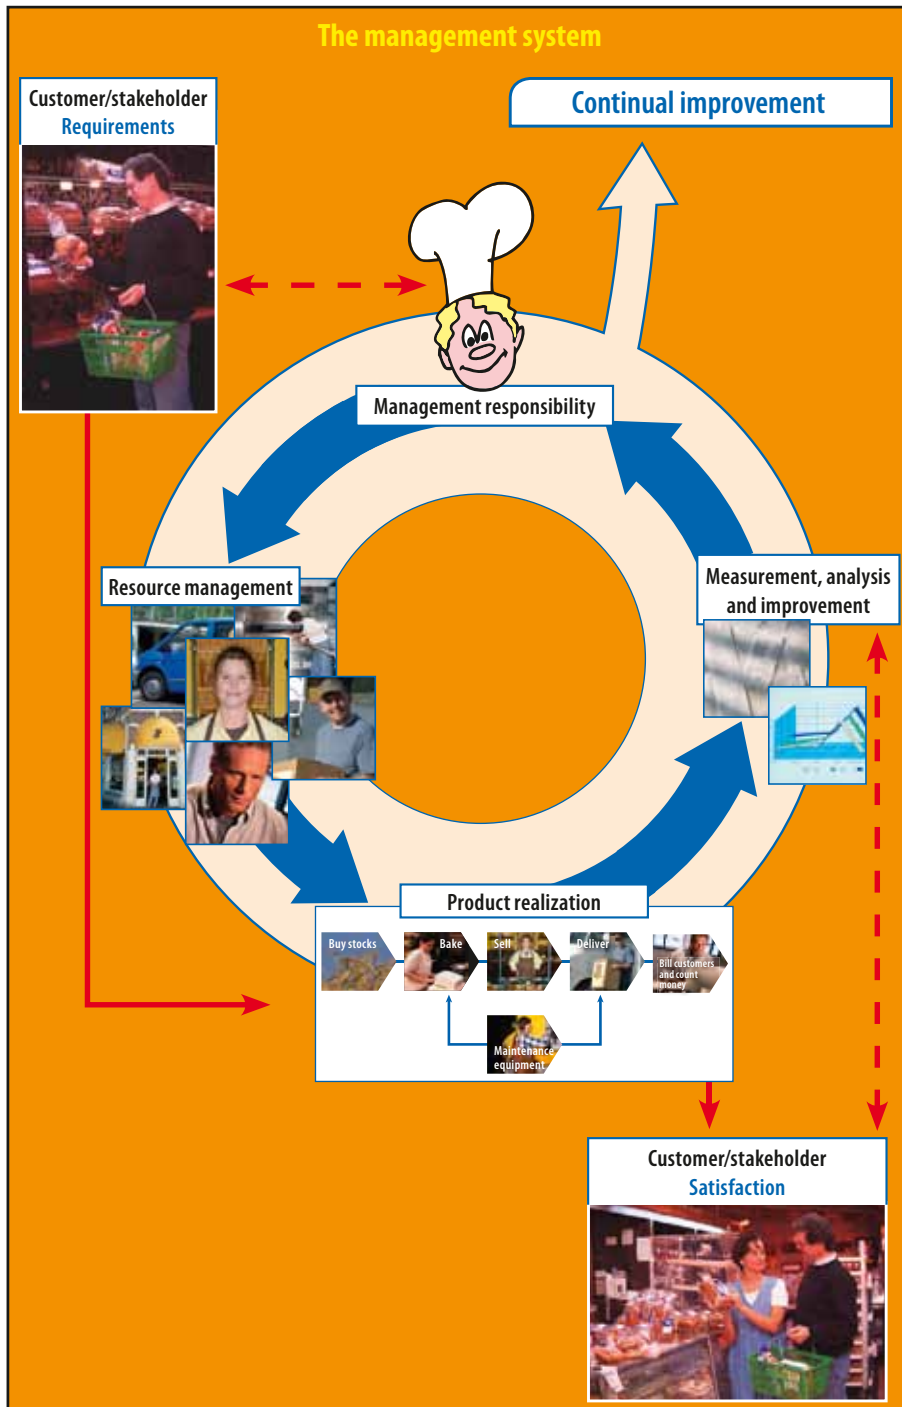 The management system
Customer/stakeholder
Requirements
Continual improvement
Management responsibility
Resource management
Measurement, analysis
and improvement
Product realization
Buy stocks
Bake
Sell
Deliver
Bill customers
and count
money
Maintenance
equipment
Customer/stakeholder
Satisfaction